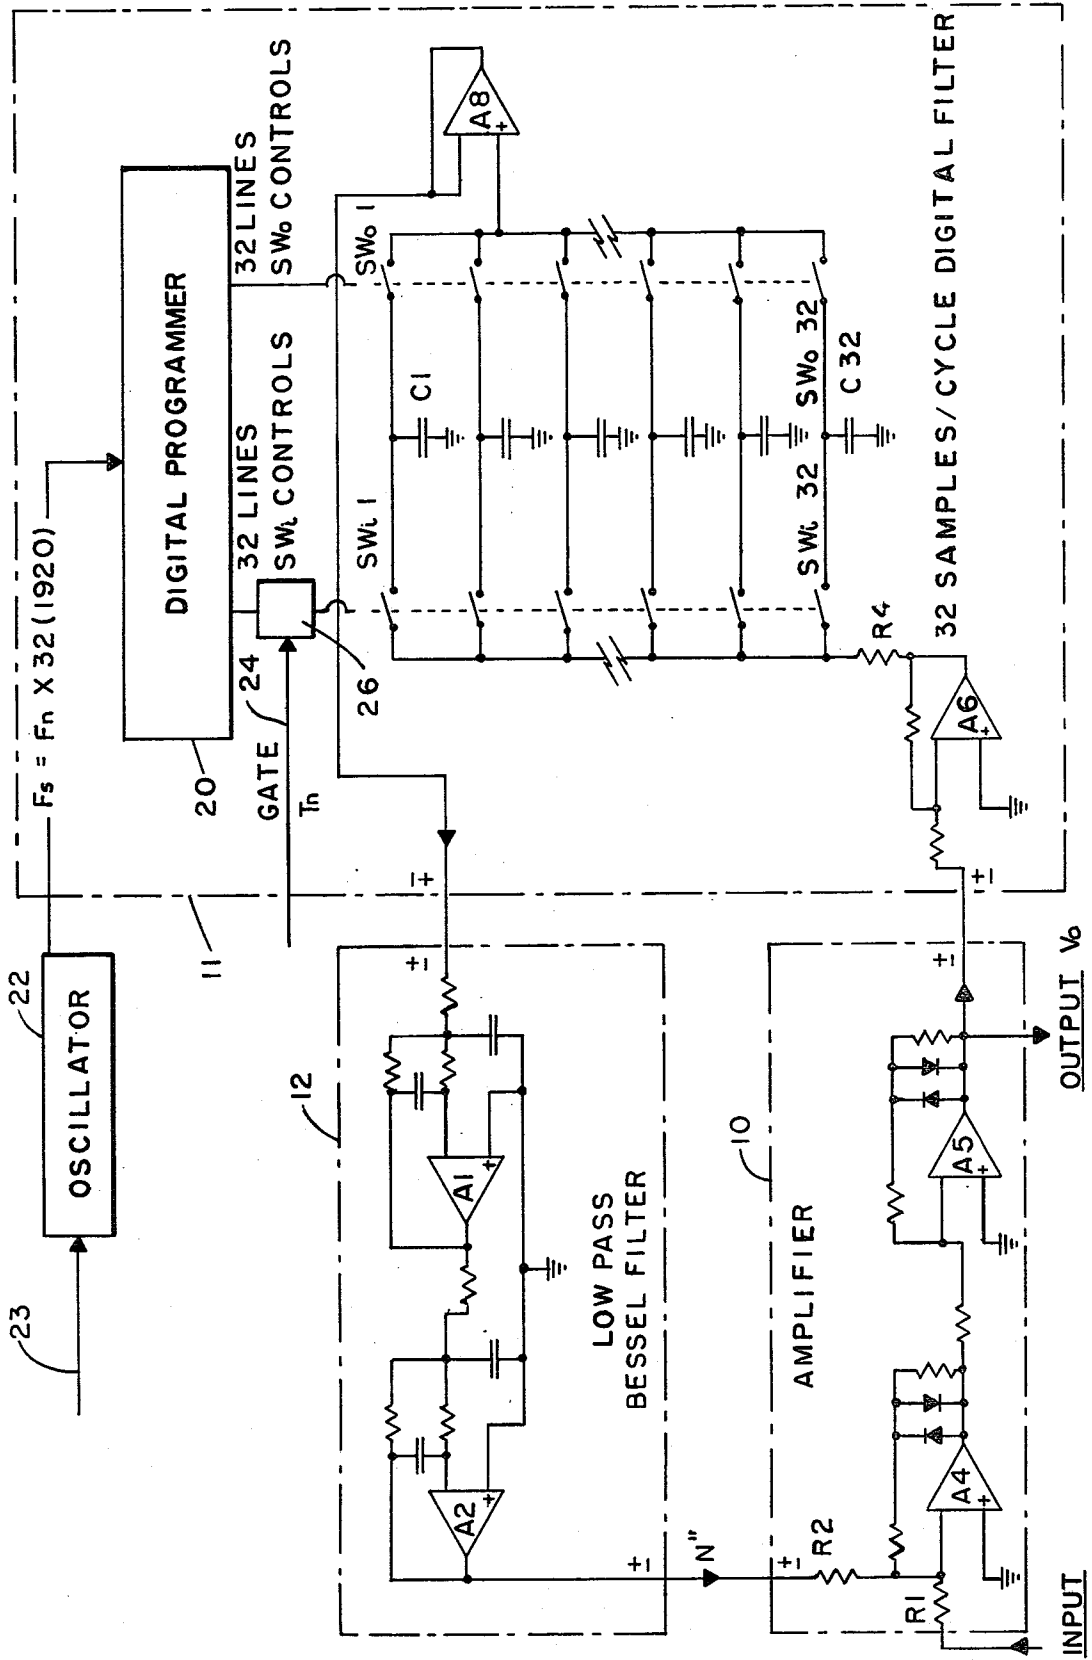 23
22
OSCILLATOR
Fs = Fn X 32 (1920)
11
20
DIGITAL PROGRAMMER
GATE
Tn
24
26
32 LINES
SWi CONTROLS
32 LINES
SWo CONTROLS
SWi 1
SWo 1
C1
A8
+
SWi 32
SWo 32
C 32
R4
A6
+
32 SAMPLES/CYCLE DIGITAL FILTER
∓
±
±
12
A1
+
A2
+
LOW PASS
BESSEL FILTER
±
N"
±
10
AMPLIFIER
R2
R1
A4
+
A5
+
±
INPUT
OUTPUT Vo